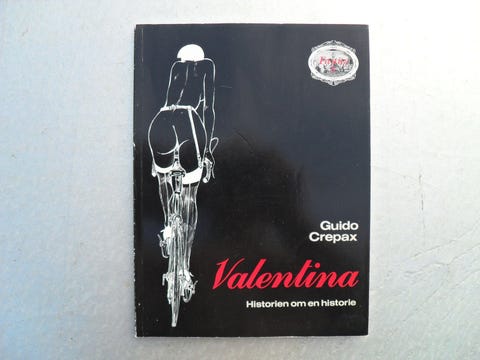 Guido
Crepax
Valentina
Historien om en historie